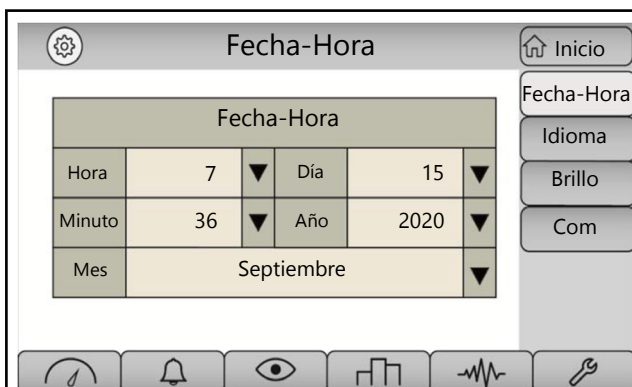 Fecha-Hora
Inicio
Fecha-Hora
Idioma
Brillo
Com
Fecha-Hora
Hora 7 Día 15
Minuto 36 Año 2020
Mes Septiembre